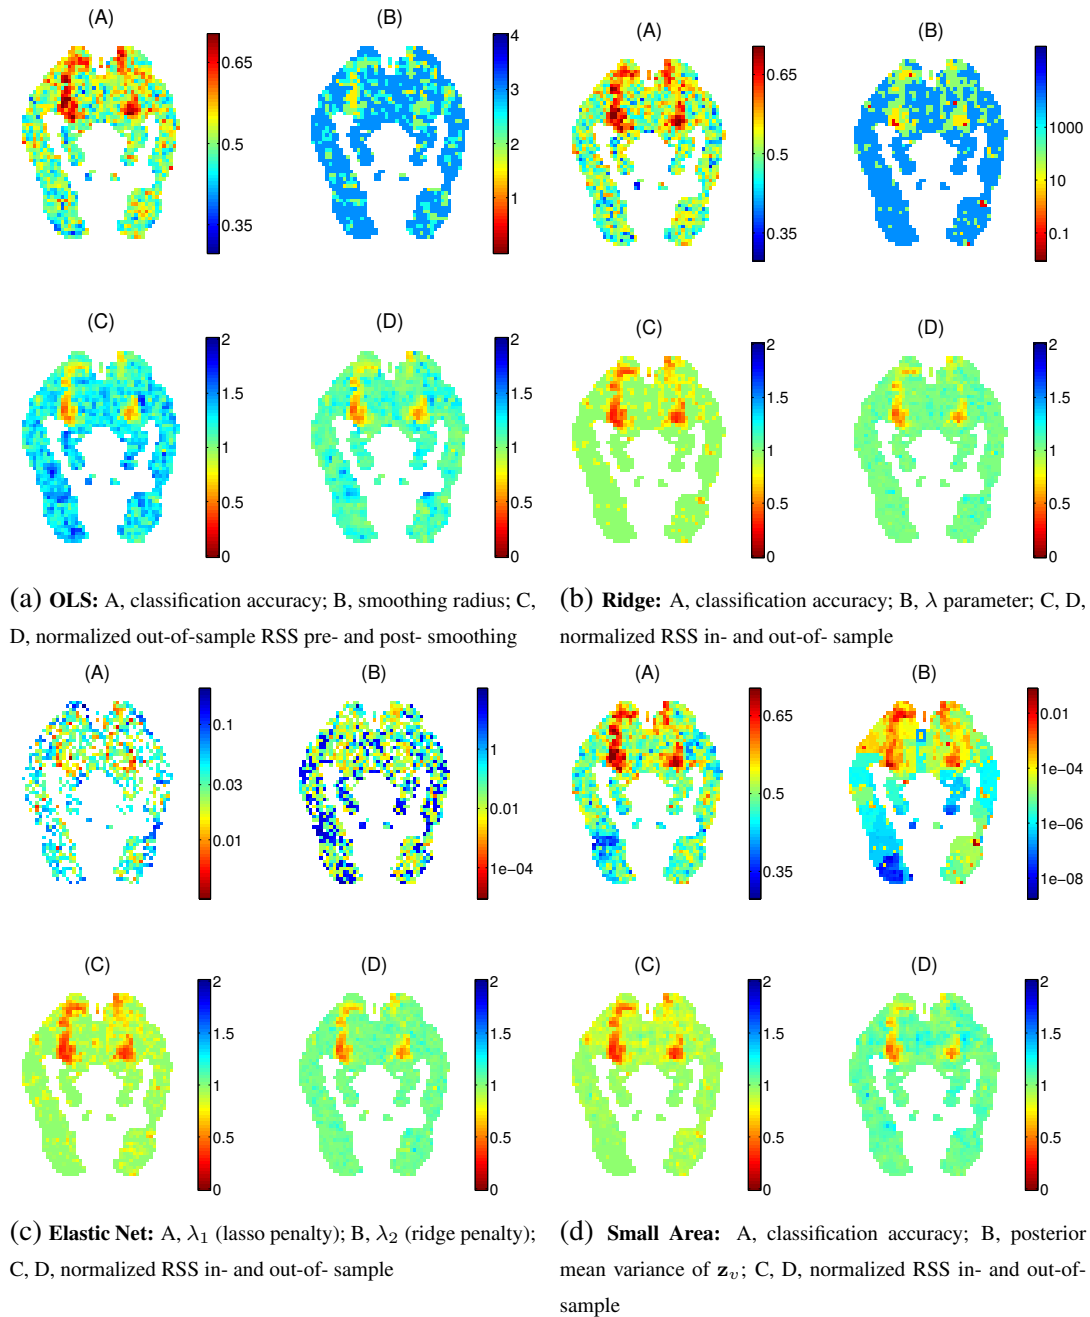 (A)
0.65
0.5
0.35
(B)
4
3
2
1
(A)
0.65
0.5
0.35
(B)
1000
10
0.1
(C)
2
1.5
1
0.5
0
(D)
2
1.5
1
0.5
0
(C)
2
1.5
1
0.5
0
(D)
2
1.5
1
0.5
0
(a) OLS: A, classification accuracy; B, smoothing radius; C,
D, normalized out-of-sample RSS pre- and post- smoothing
(b) Ridge: A, classification accuracy; B, λ parameter; C, D,
normalized RSS in- and out-of- sample
(A)
0.1
0.03
0.01
(B)
1
0.01
1e−04
(A)
0.65
0.5
0.35
(B)
0.01
1e−04
1e−06
1e−08
(C)
2
1.5
1
0.5
0
(D)
2
1.5
1
0.5
0
(C)
2
1.5
1
0.5
0
(D)
2
1.5
1
0.5
0
(c) Elastic Net: A, λ₁ (lasso penalty); B, λ₂ (ridge penalty);
C, D, normalized RSS in- and out-of- sample
(d) Small Area: A, classification accuracy; B, posterior
mean variance of zᵥ; C, D, normalized RSS in- and out-of-
sample